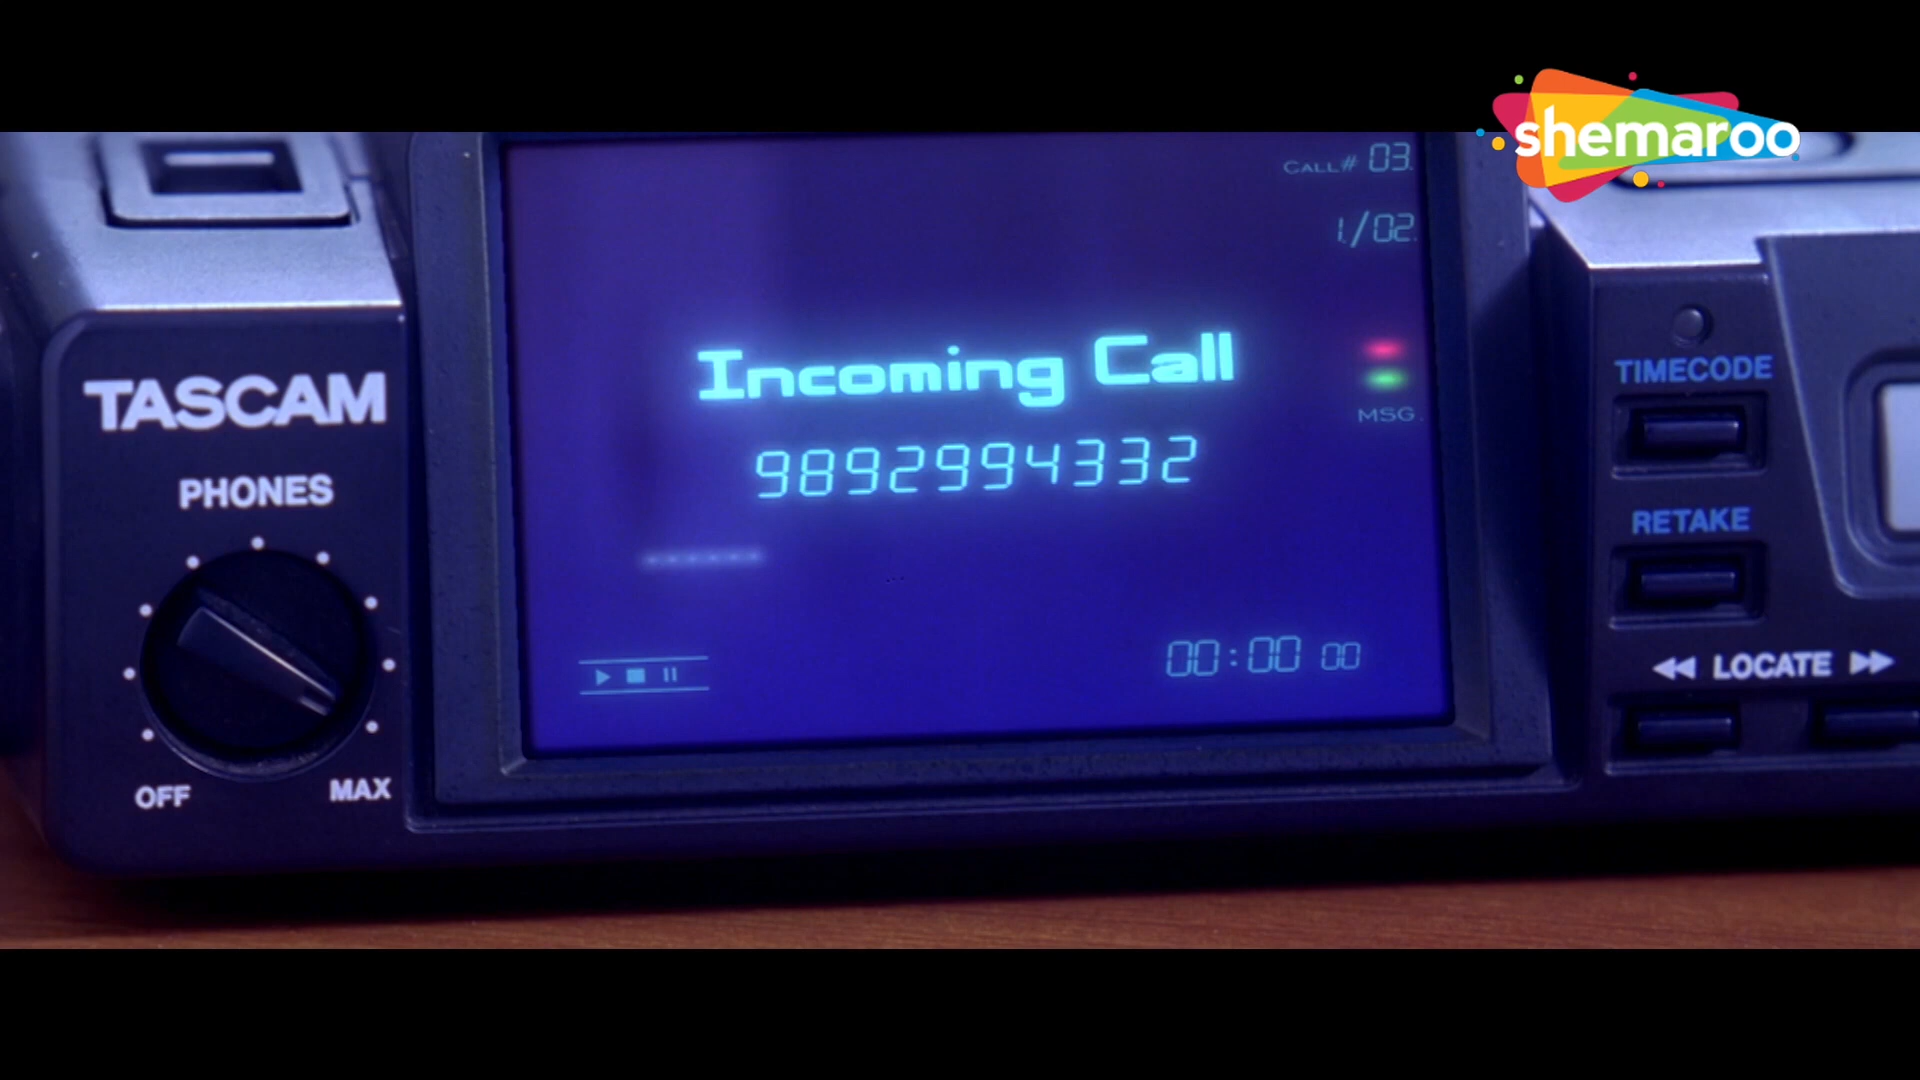 shemaroo
CALL# 03.
1./02.
Incoming Call
9892994332
MSG.
00:00 00
TASCAM
PHONES
OFF
MAX
TIMECODE
RETAKE
LOCATE